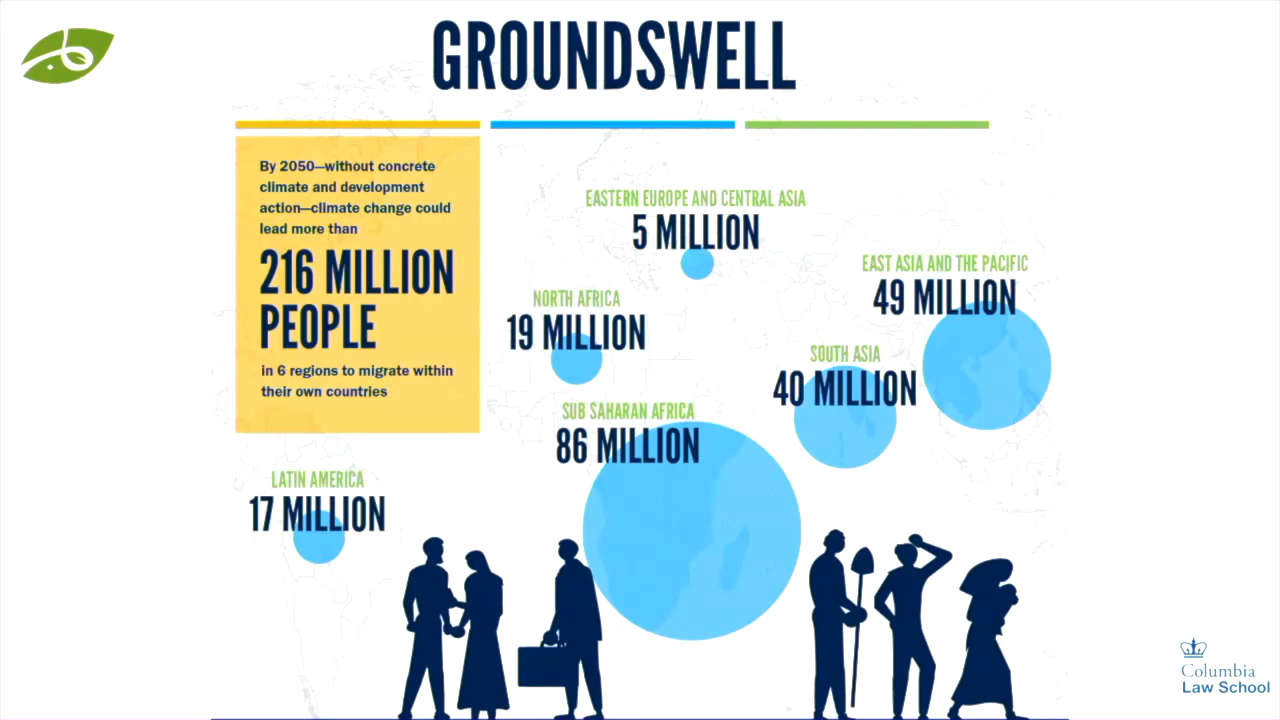 GROUNDSWELL
By 2050—without concrete
climate and development
action—climate change could
lead more than
216 MILLION
PEOPLE
in 6 regions to migrate within
their own countries
EASTERN EUROPE AND CENTRAL ASIA
5 MILLION
EAST ASIA AND THE PACIFIC
49 MILLION
NORTH AFRICA
19 MILLION
SOUTH ASIA
40 MILLION
SUB SAHARAN AFRICA
86 MILLION
LATIN AMERICA
17 MILLION
Columbia
Law School